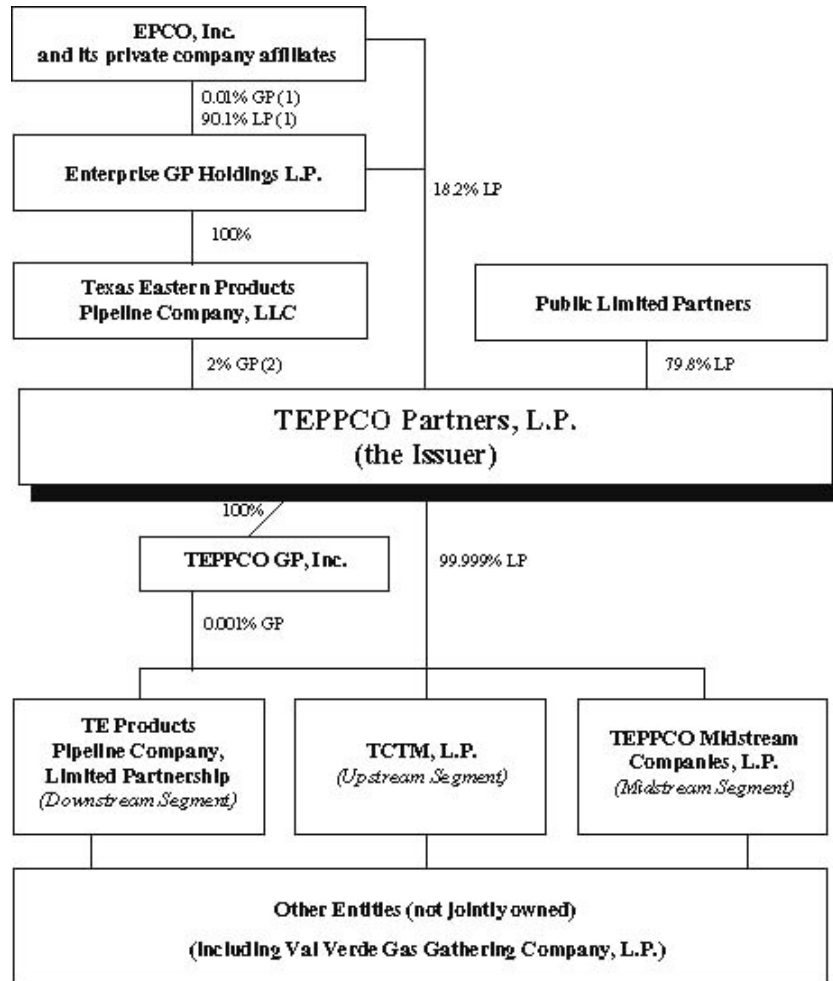 EPCO, Inc.
and its private company affiliates
0.01% GP (1)
90.1% LP (1)
Enterprise GP Holdings L.P.
18.2% LP
100%
Texas Eastern Products
Pipeline Company, LLC
Public Limited Partners
2% GP (2)
79.8% LP
TEPPCO Partners, L.P.
(the Issuer)
100%
TEPPCO GP, Inc.
99.999% LP
0.001% GP
TE Products
Pipeline Company,
Limited Partnership
(Downstream Segment)
TCTM, L.P.
(Upstream Segment)
TEPPCO Midstream
Companies, L.P.
(Midstream Segment)
Other Entities (not jointly owned)
(including Val Verde Gas Gathering Company, L.P.)